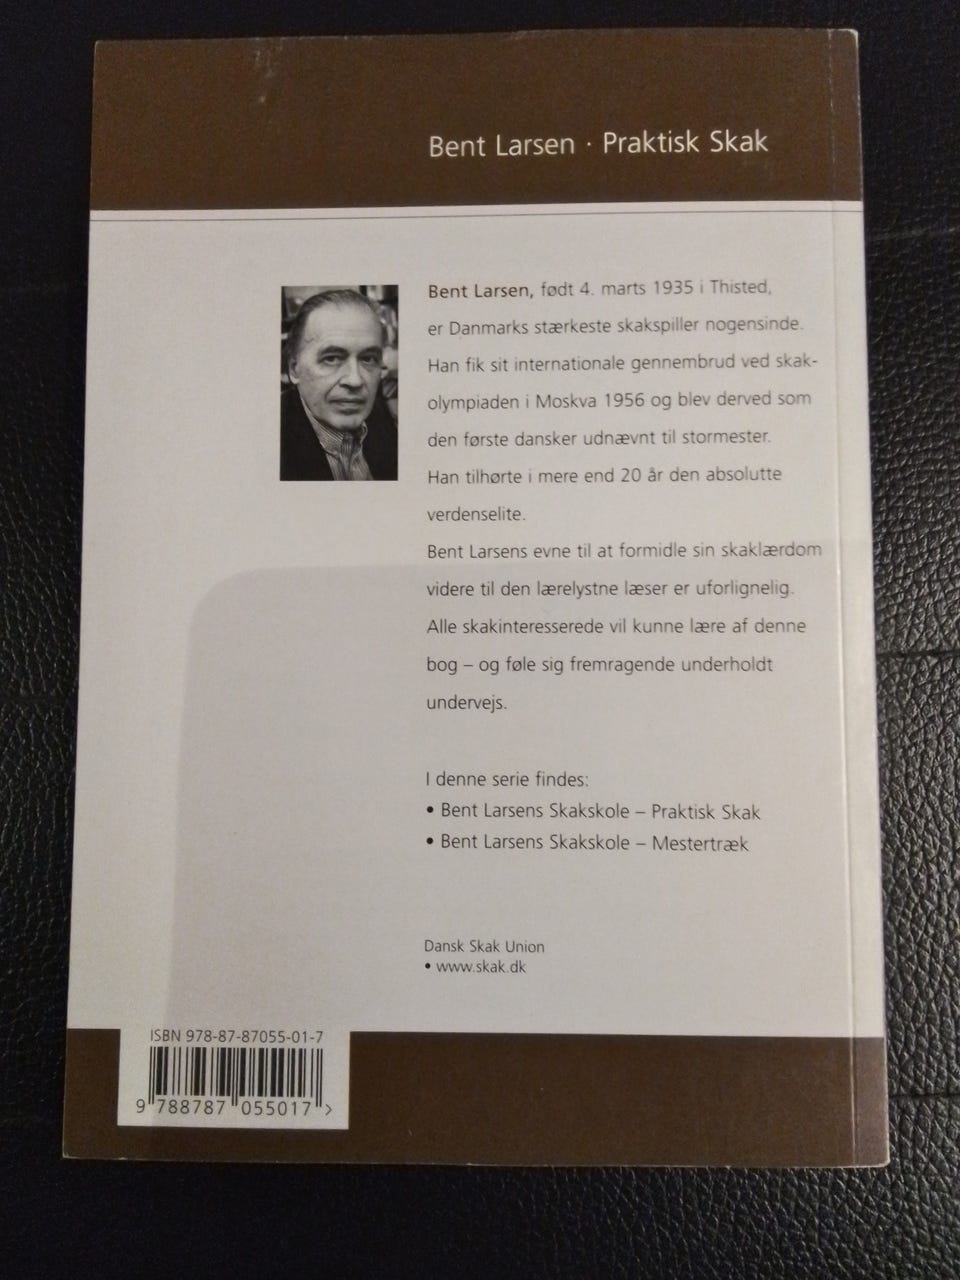 Bent Larsen · Praktisk Skak
Bent Larsen, født 4. marts 1935 i Thisted,
er Danmarks stærkeste skakspiller nogensinde.
Han fik sit internationale gennembrud ved skak-
olympiaden i Moskva 1956 og blev derved som
den første dansker udnævnt til stormester.
Han tilhørte i mere end 20 år den absolutte
verdenselite.
Bent Larsens evne til at formidle sin skaklærdom
videre til den lærelystne læser er uforlignelig.
Alle skakinteresserede vil kunne lære af denne
bog – og føle sig fremragende underholdt
undervejs.
I denne serie findes:
• Bent Larsens Skakskole – Praktisk Skak
• Bent Larsens Skakskole – Mestertræk
Dansk Skak Union
• www.skak.dk
ISBN 978-87-87055-01-7
9 788787 055017 >